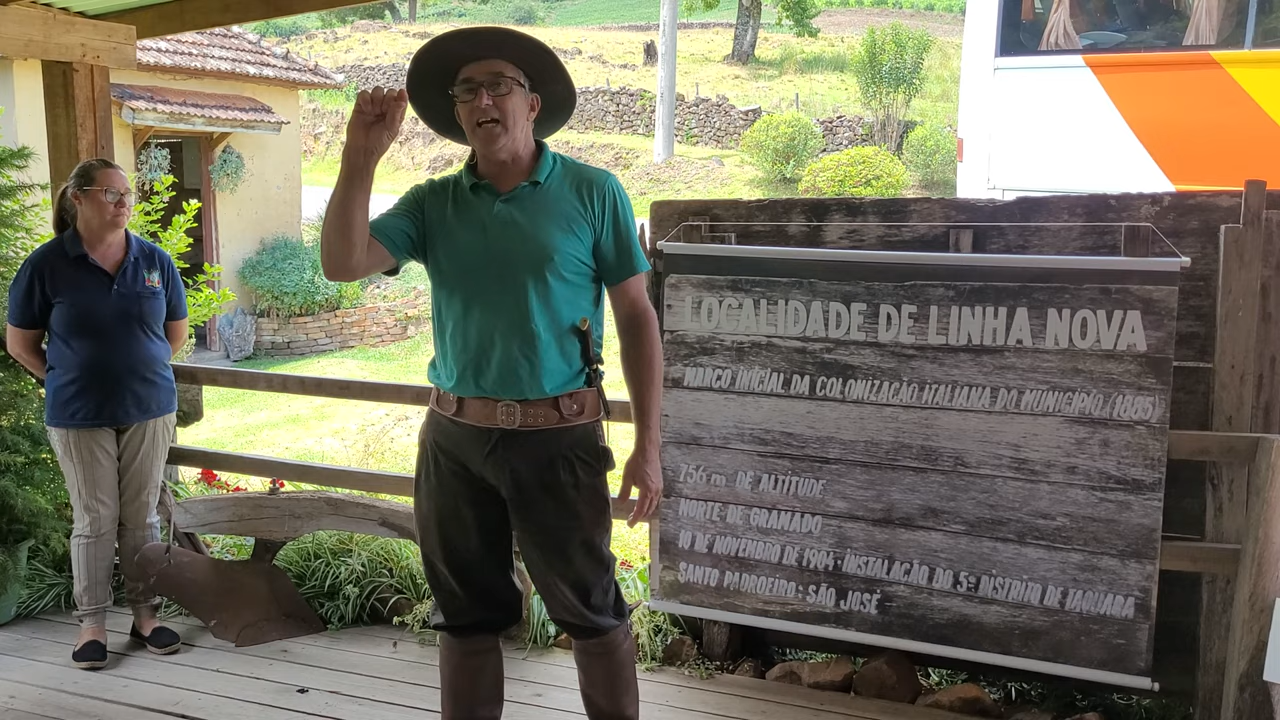 LOCALIDADE DE LINHA NOVA
MARCO INICIAL DA COLONIZAÇÃO ITALIANA DO MUNICÍPIO (1885)
756 m DE ALTITUDE
NORTE DE GRAMADO
10 DE NOVEMBRO DE 1904 - INSTALAÇÃO DO 5º DISTRITO DE TAQUARA
SANTO PADROEIRO: SÃO JOSÉ